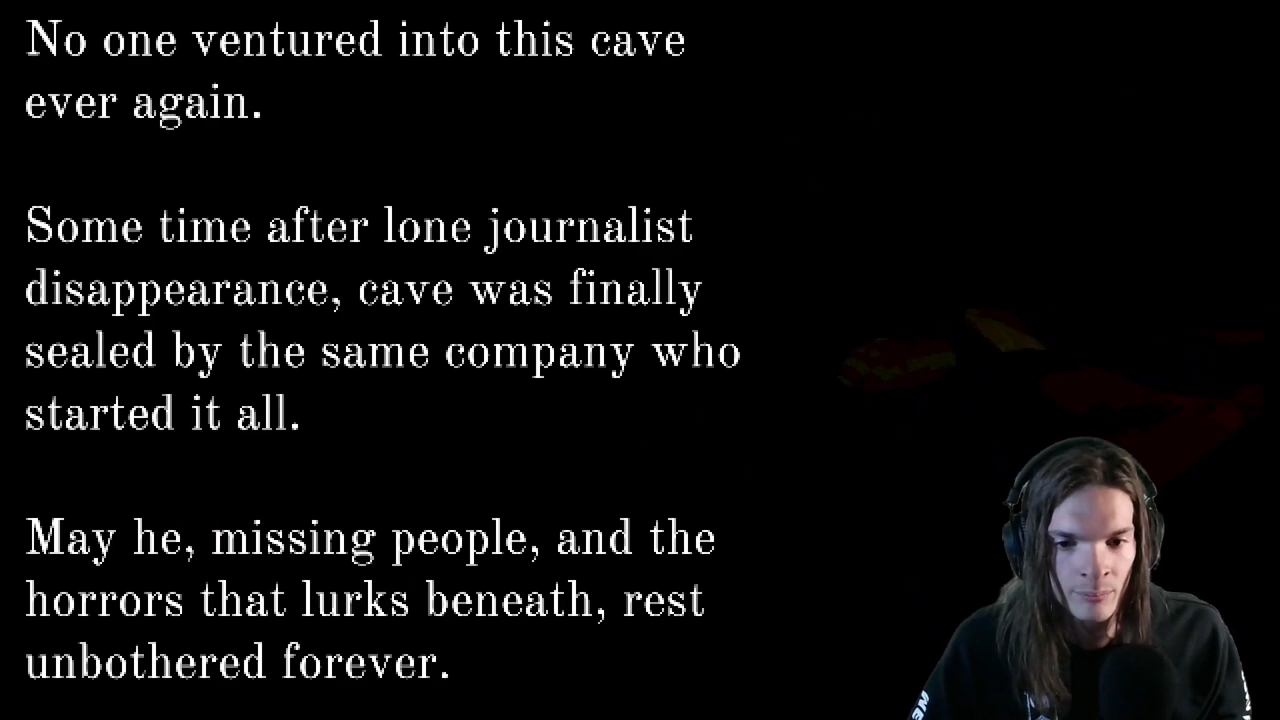 No one ventured into this cave
ever again.
Some time after lone journalist
disappearance, cave was finally
sealed by the same company who
started it all.
May he, missing people, and the
horrors that lurks beneath, rest
unbothered forever.